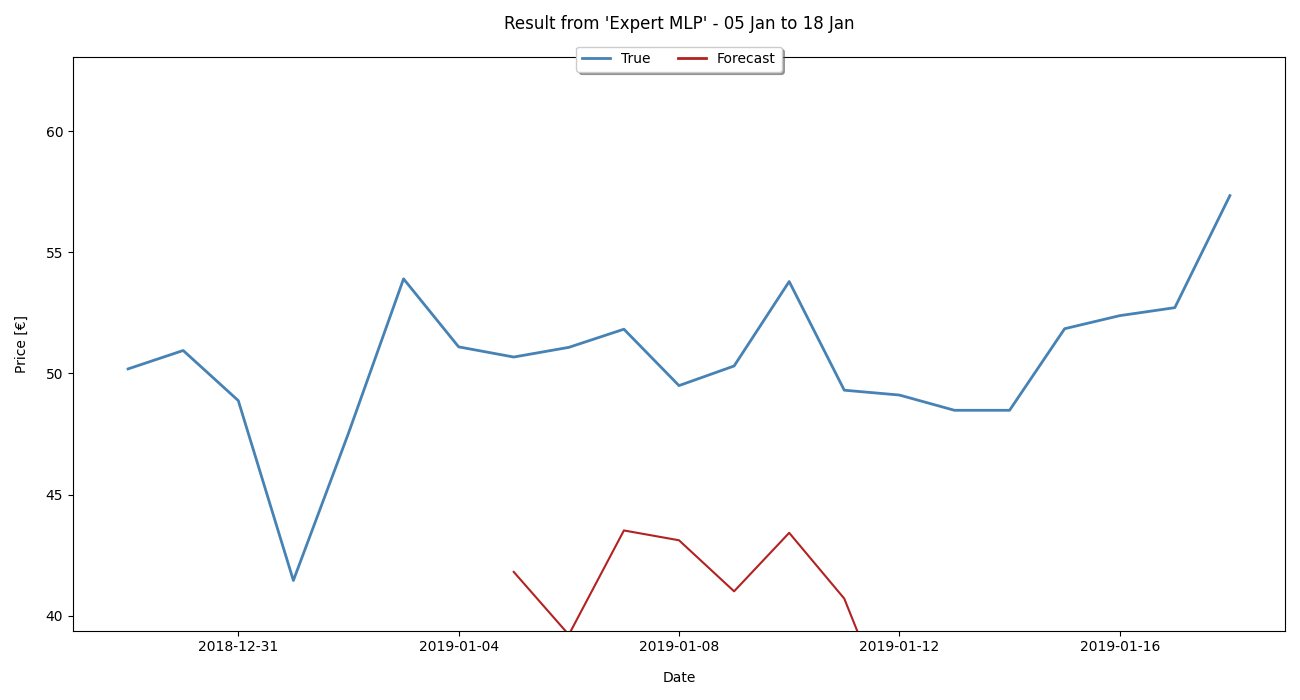 Result from 'Expert MLP' - 05 Jan to 18 Jan
True Forecast
60
55
50
45
40
Price [€]
2018-12-31 2019-01-04 2019-01-08 2019-01-12 2019-01-16
Date